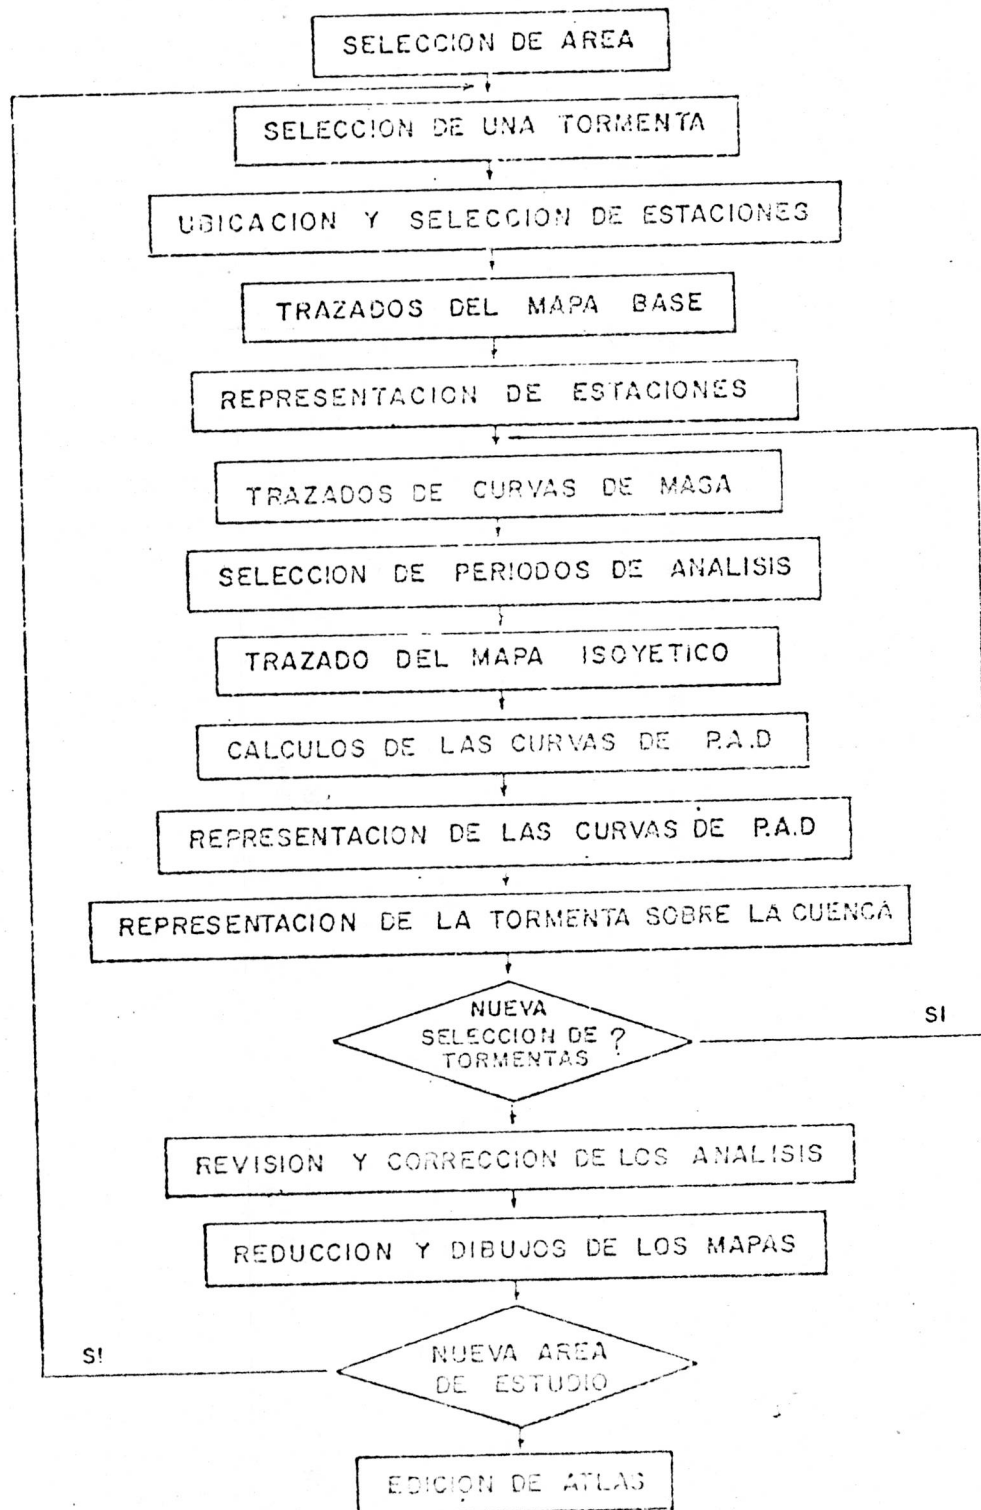 SELECCION DE AREA
SELECCION DE UNA TORMENTA
UBICACION Y SELECCION DE ESTACIONES
TRAZADOS DEL MAPA BASE
REPRESENTACION DE ESTACIONES
TRAZADOS DE CURVAS DE MASA
SELECCION DE PERIODOS DE ANALISIS
TRAZADO DEL MAPA ISOYETICO
CALCULOS DE LAS CURVAS DE P.A.D
REPRESENTACION DE LAS CURVAS DE P.A.D
REPRESENTACION DE LA TORMENTA SOBRE LA CUENCA
NUEVA
SELECCION DE ?
TORMENTAS
SI
REVISION Y CORRECCION DE LOS ANALISIS
REDUCCION Y DIBUJOS DE LOS MAPAS
SI
NUEVA AREA
DE ESTUDIO
EDICION DE ATLAS